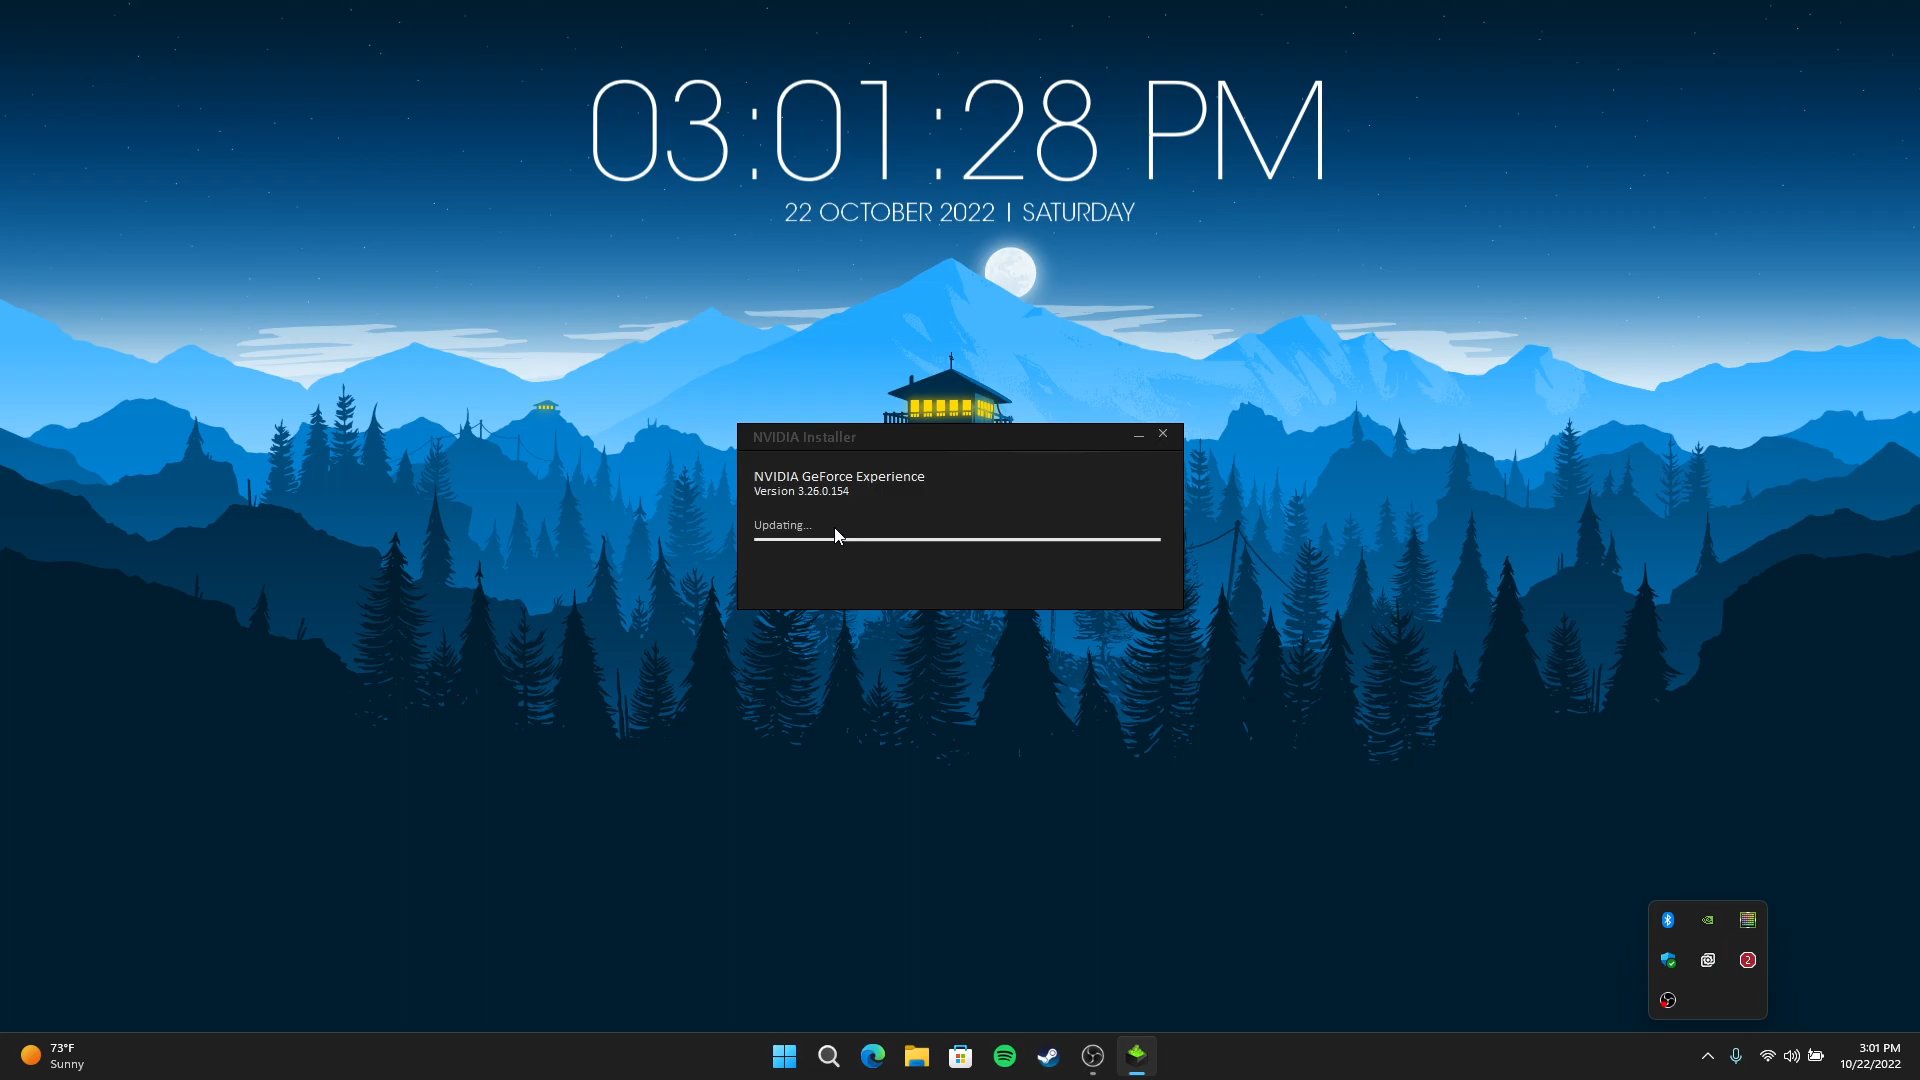 03:01:28 PM
22 OCTOBER 2022 | SATURDAY
NVIDIA Installer
NVIDIA GeForce Experience
Version 3.26.0.154
Updating...
2
73°F
Sunny
3:01 PM
10/22/2022